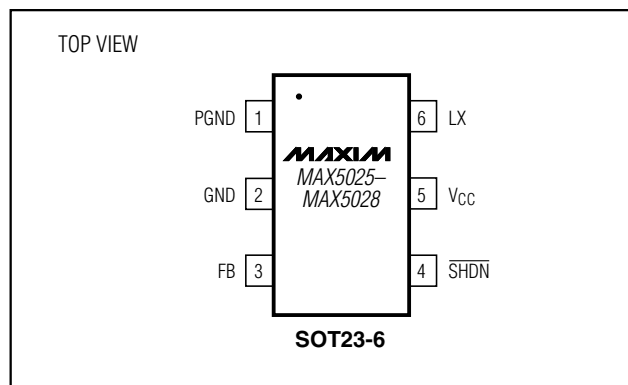 TOP VIEW
PGND 1
6 LX
MAXIM
MAX5025–
MAX5028
GND 2
5 VCC
FB 3
4 SHDN
SOT23-6